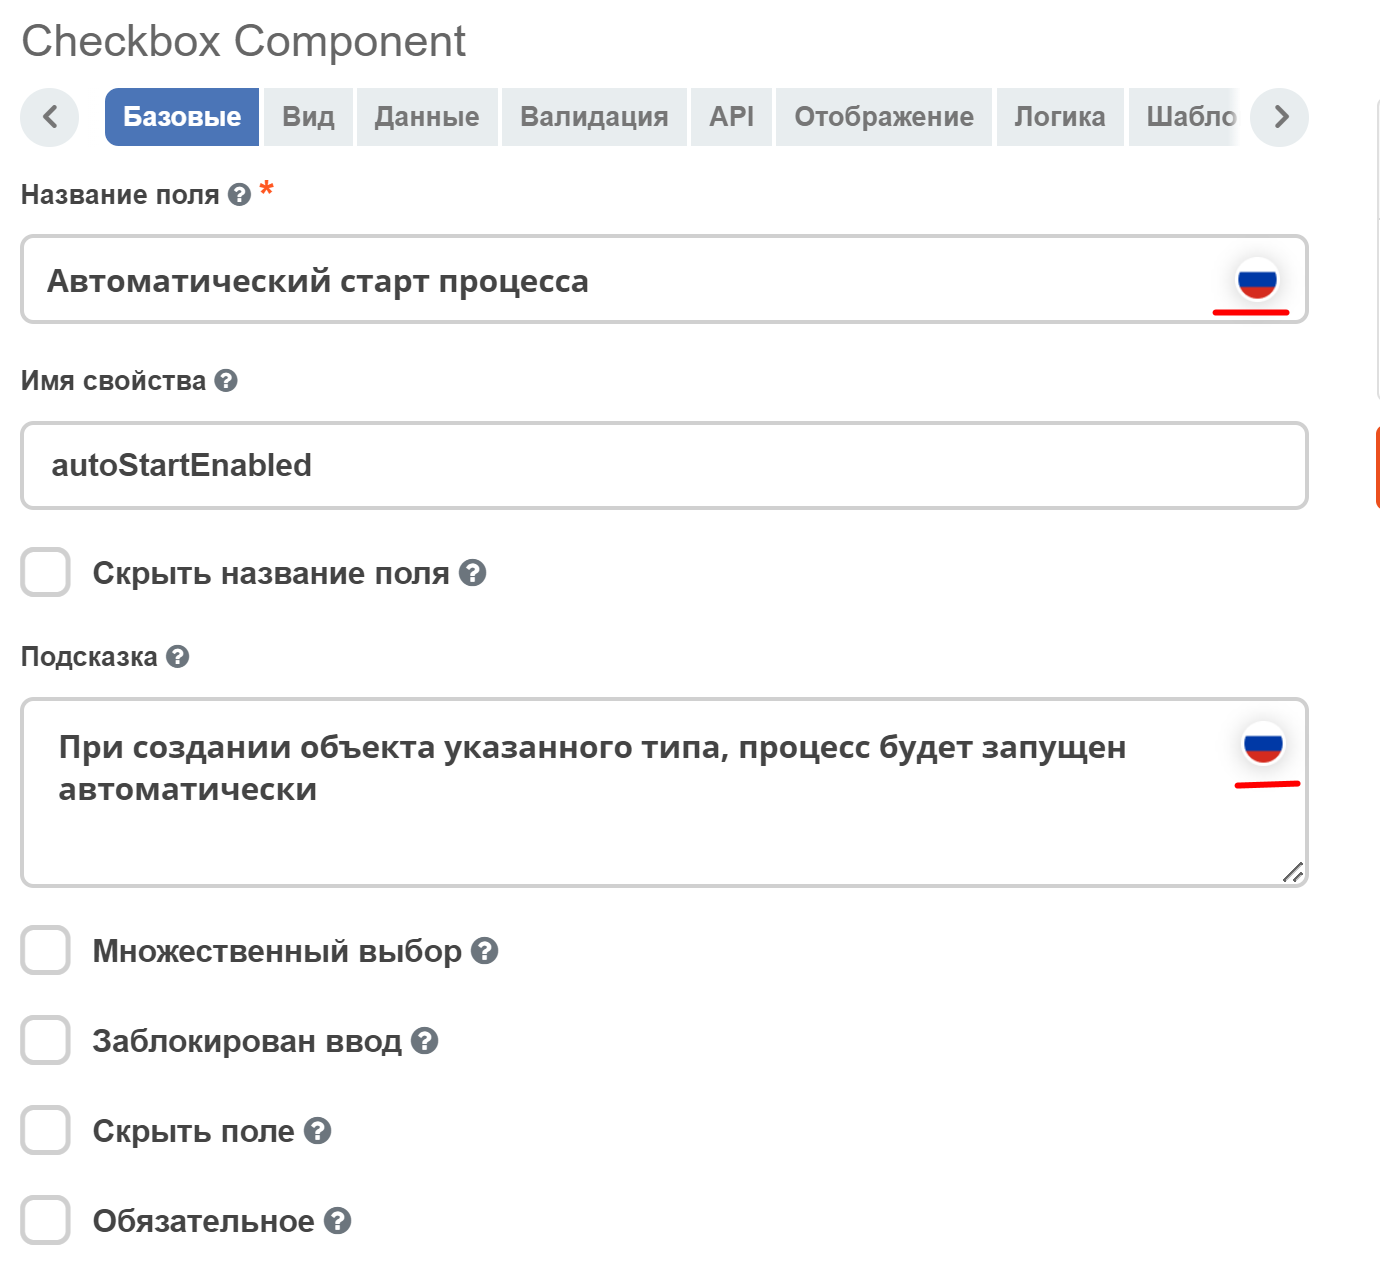 Checkbox Component
Базовые Вид Данные Валидация API Отображение Логика Шабло
Название поля *
Автоматический старт процесса
Имя свойства
autoStartEnabled
Скрыть название поля
Подсказка
При создании объекта указанного типа, процесс будет запущен
автоматически
Множественный выбор
Заблокирован ввод
Скрыть поле
Обязательное